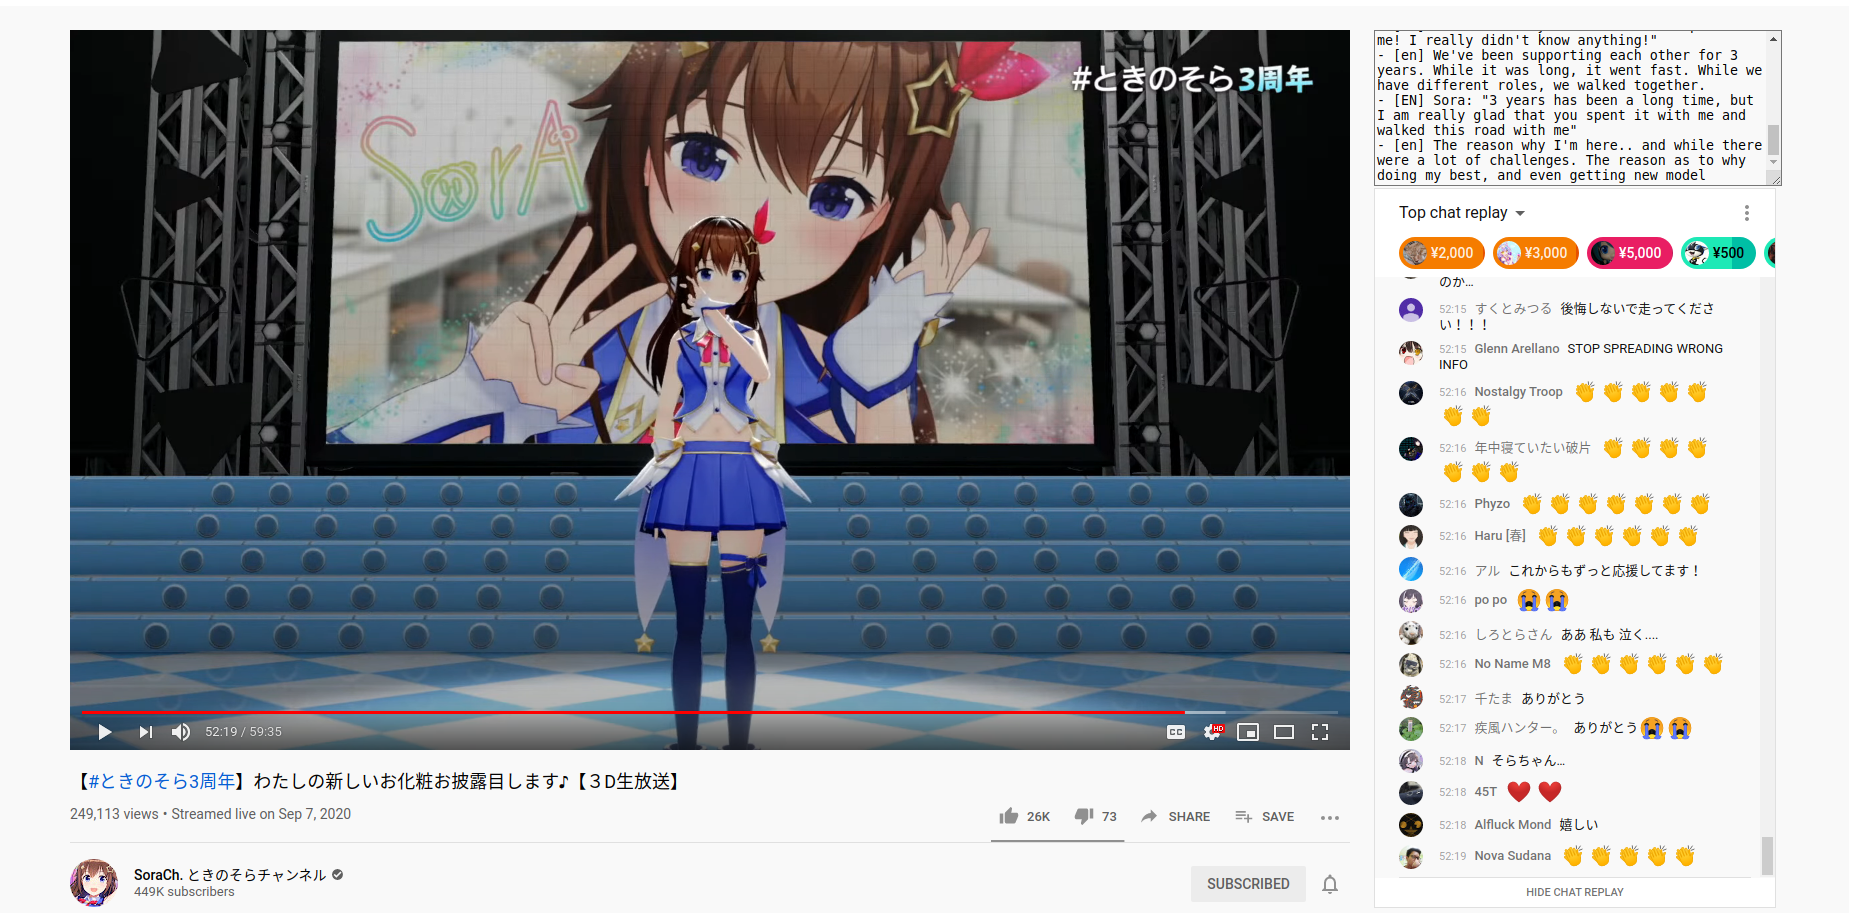 SorA
#ときのそら3周年
52:19 / 59:35
CC
HD
【#ときのそら3周年】わたしの新しいお化粧お披露目します♪【３D生放送】
249,113 views • Streamed live on Sep 7, 2020
26K
73
SHARE
SAVE
SoraCh. ときのそらチャンネル
449K subscribers
SUBSCRIBED
me! I really didn't know anything!"
- [en] We've been supporting each other for 3
years. While it was long, it went fast. While we
have different roles, we walked together.
- [EN] Sora: "3 years has been a long time, but
I am really glad that you spent it with me and
walked this road with me"
- [en] The reason why I'm here.. and while there
were a lot of challenges. The reason as to why
doing my best, and even getting new model
Top chat replay
¥2,000
¥3,000
¥5,000
¥500
のか...
52:15 すくとみつる 後悔しないで走ってくださ
い！！！
52:15 Glenn Arellano STOP SPREADING WRONG
INFO
52:16 Nostalgy Troop 👏👏👏👏👏
👏👏
52:16 年中寝ていたい破片 👏👏👏👏
👏👏👏
52:16 Phyzo 👏👏👏👏👏👏👏
52:16 Haru [春] 👏👏👏👏👏👏
52:16 アル これからもずっと応援してます！
52:16 po po 😭😭
52:16 しろとらさん ああ 私も 泣く....
52:16 No Name M8 👏👏👏👏👏👏
52:17 千たま ありがとう
52:17 疾風ハンター。 ありがとう😭😭
52:18 N そらちゃん...
52:18 45T ❤️❤️
52:18 Alfluck Mond 嬉しい
52:19 Nova Sudana 👏👏👏👏👏
HIDE CHAT REPLAY